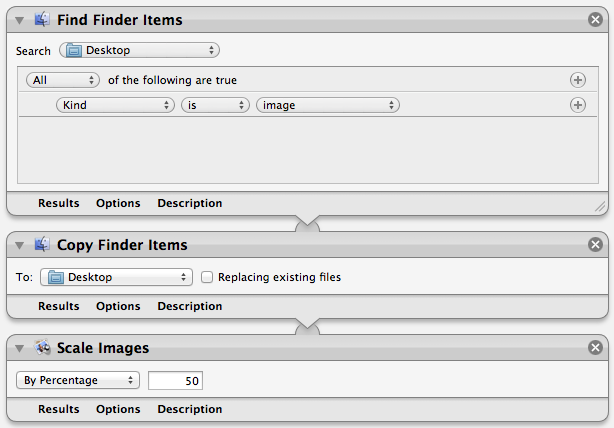 Find Finder Items
Search Desktop
All of the following are true
Kind is image
Results Options Description
Copy Finder Items
To: Desktop Replacing existing files
Results Options Description
Scale Images
By Percentage 50
Results Options Description